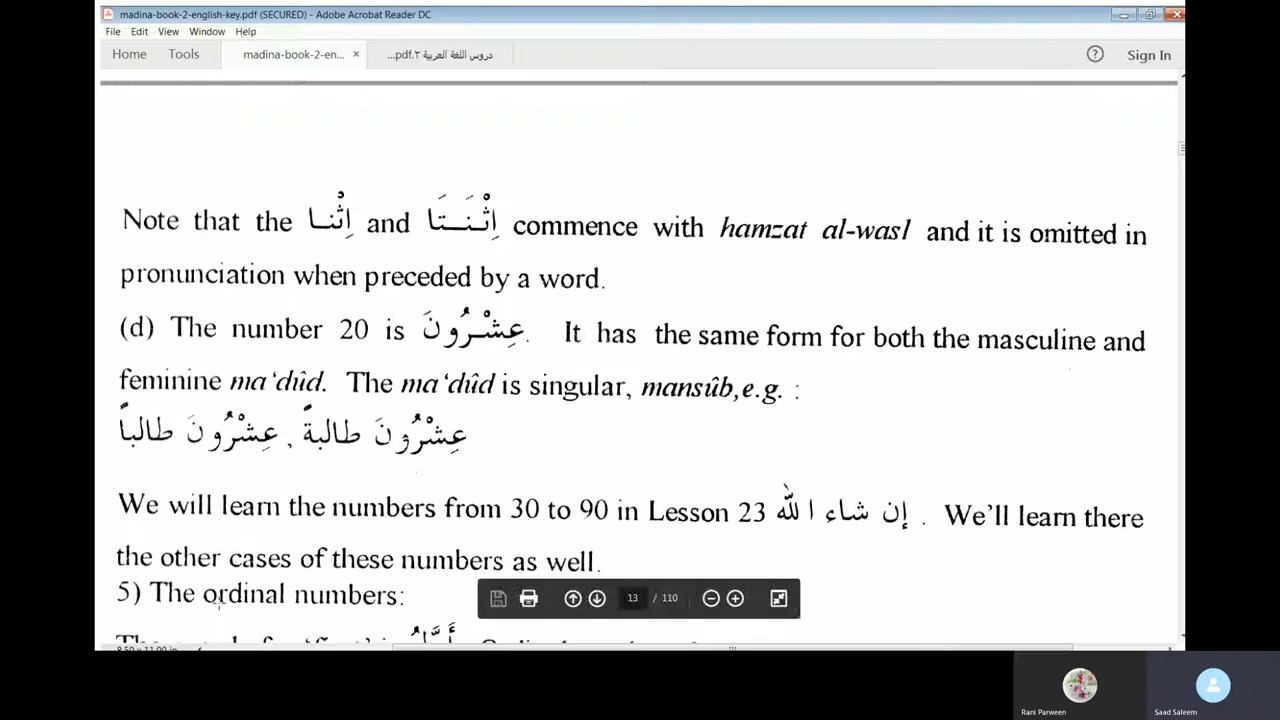 madina-book-2-english-key.pdf (SECURED) - Adobe Acrobat Reader DC
File Edit View Window Help
Home Tools madina-book-2-en... × دروس اللغة العربية ٢.pdf... Sign In
Note that the اِثْنا and اِثْنَتَا commence with hamzat al-wasl and it is omitted in
pronunciation when preceded by a word.
(d) The number 20 is عِشْرُونَ. It has the same form for both the masculine and
feminine ma‘dûd. The ma‘dûd is singular, mansûb,e.g. :
عِشْرُونَ طالبةً , عِشْرُونَ طالباً
We will learn the numbers from 30 to 90 in Lesson 23 إن شاء الله . We'll learn there
the other cases of these numbers as well.
5) The ordinal numbers:
13 / 110
8.50 x 11.00 in
Rani Parween Saad Saleem